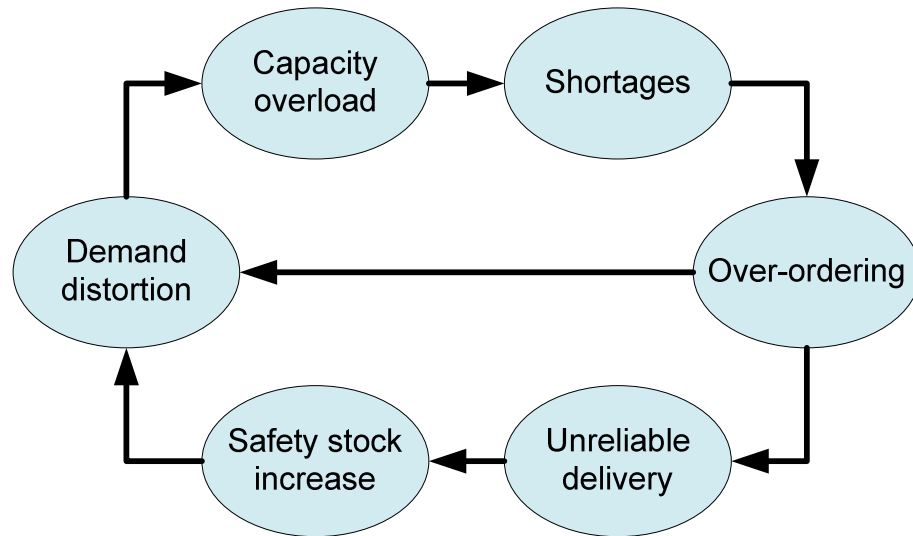 Capacity
overload
Shortages
Demand
distortion
Over-ordering
Safety stock
increase
Unreliable
delivery